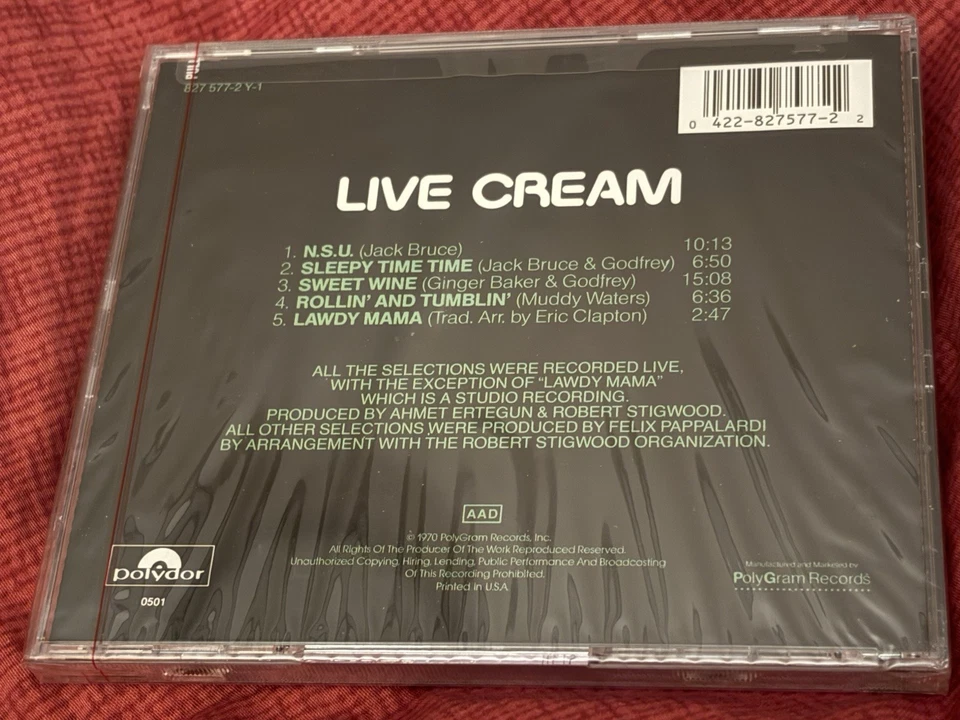 827 577-2 Y-1
0 422-827577-2 2
LIVE CREAM
1. N.S.U. (Jack Bruce) 10:13
2. SLEEPY TIME TIME (Jack Bruce & Godfrey) 6:50
3. SWEET WINE (Ginger Baker & Godfrey) 15:08
4. ROLLIN' AND TUMBLIN' (Muddy Waters) 6:36
5. LAWDY MAMA (Trad. Arr. by Eric Clapton) 2:47
ALL THE SELECTIONS WERE RECORDED LIVE,
WITH THE EXCEPTION OF "LAWDY MAMA"
WHICH IS A STUDIO RECORDING.
PRODUCED BY AHMET ERTEGUN & ROBERT STIGWOOD.
ALL OTHER SELECTIONS WERE PRODUCED BY FELIX PAPPALARDI
BY ARRANGEMENT WITH THE ROBERT STIGWOOD ORGANIZATION.
AAD
© 1970 PolyGram Records, Inc.
All Rights Of The Producer Of The Work Reproduced Reserved.
Unauthorized Copying, Hiring, Lending, Public Performance And Broadcasting
Of This Recording Prohibited.
Printed in U.S.A.
polydor
0501
Manufactured and Marketed by
PolyGram Records